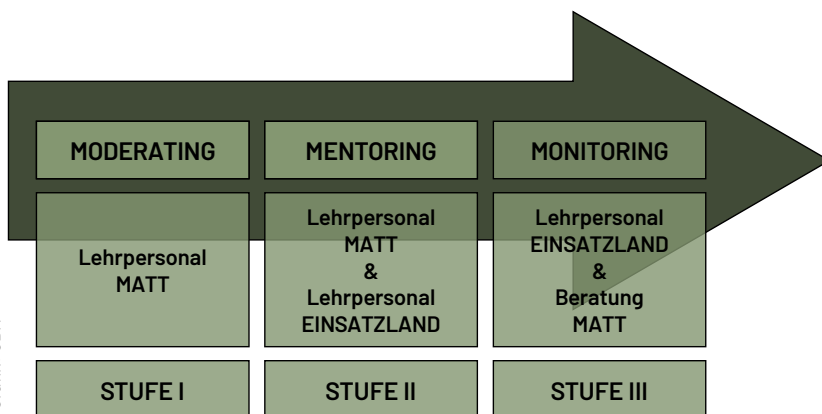 MODERATING
MENTORING
MONITORING
Lehrpersonal
MATT
Lehrpersonal
MATT
&
Lehrpersonal
EINSATZLAND
Lehrpersonal
EINSATZLAND
&
Beratung
MATT
STUFE I
STUFE II
STUFE III